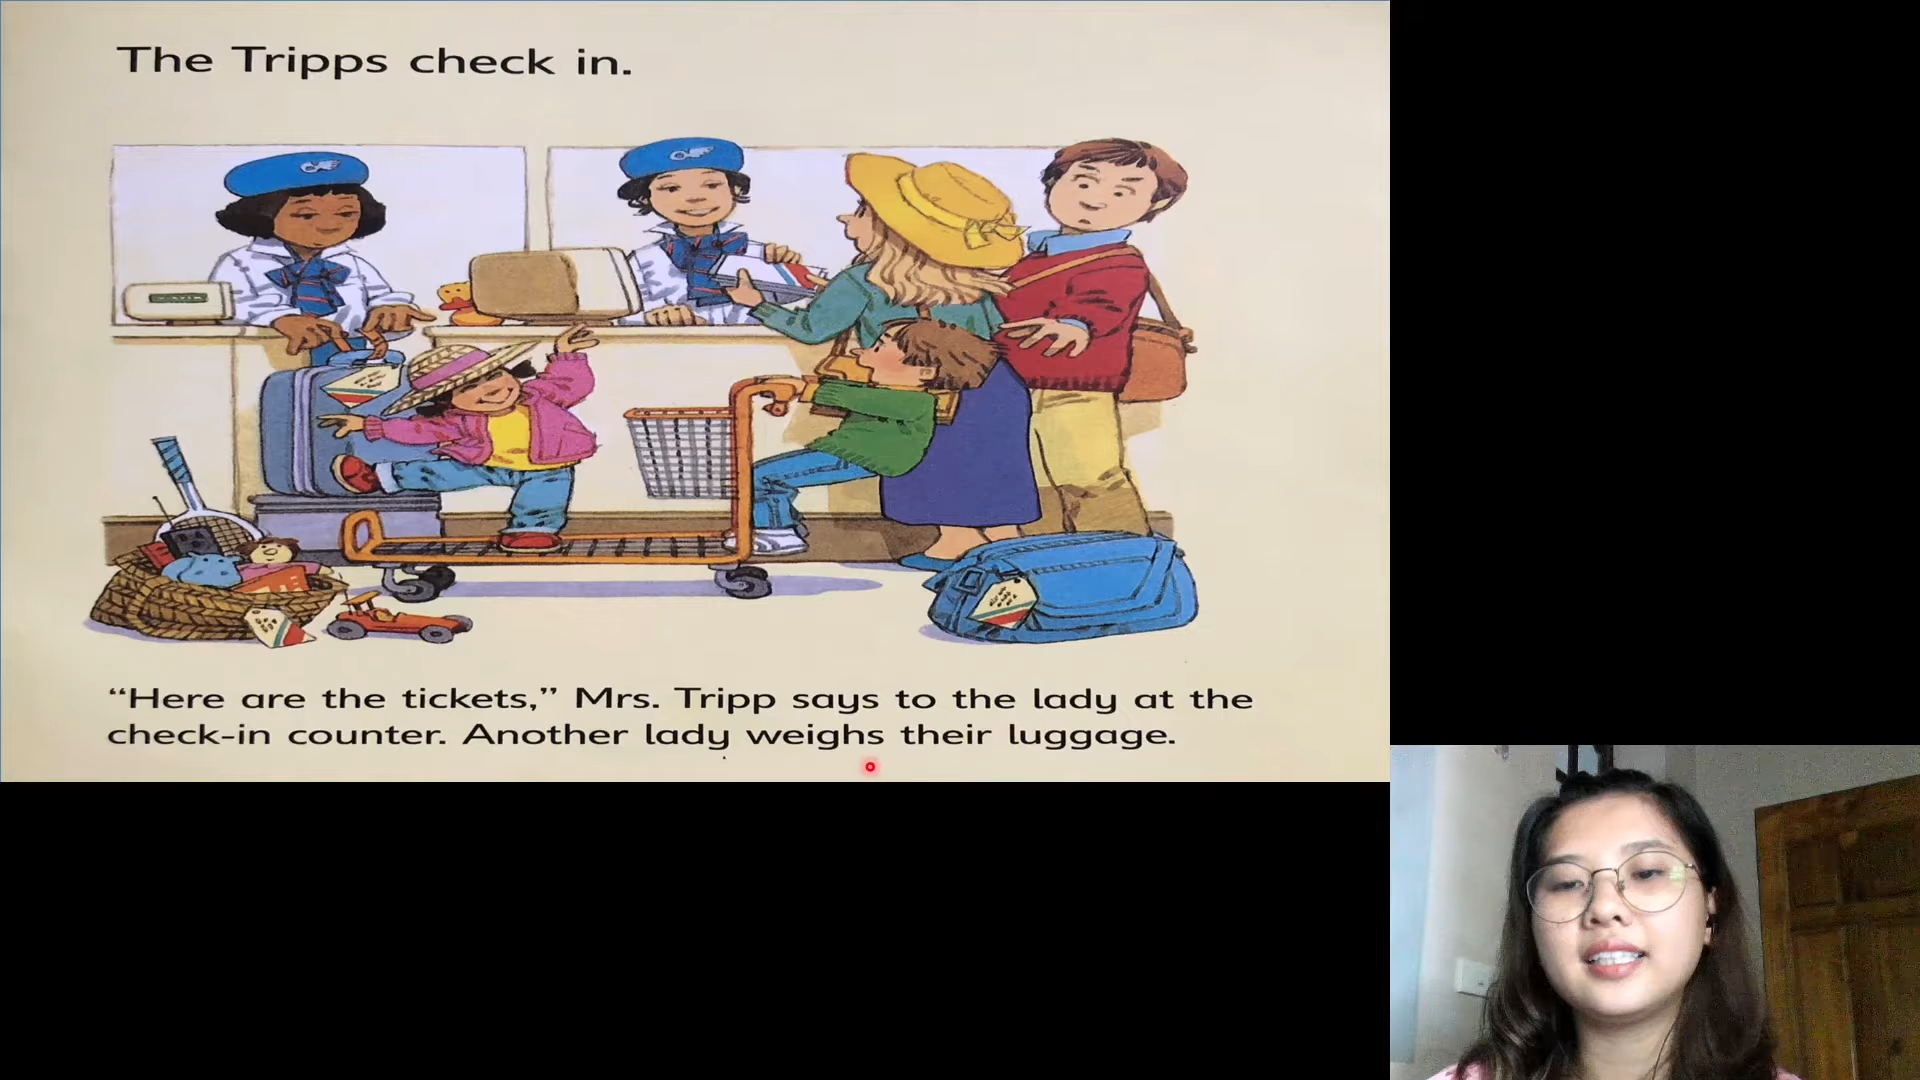 The Tripps check in.
“Here are the tickets,” Mrs. Tripp says to the lady at the
check-in counter. Another lady weighs their luggage.